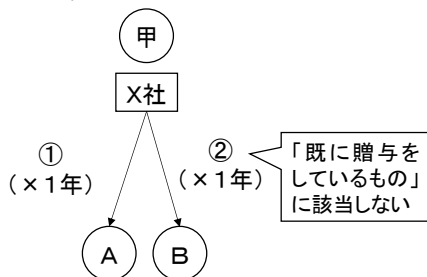 甲
X社
①
(×1年)
②
(×1年)
「既に贈与を
しているもの」
に該当しない
A
B